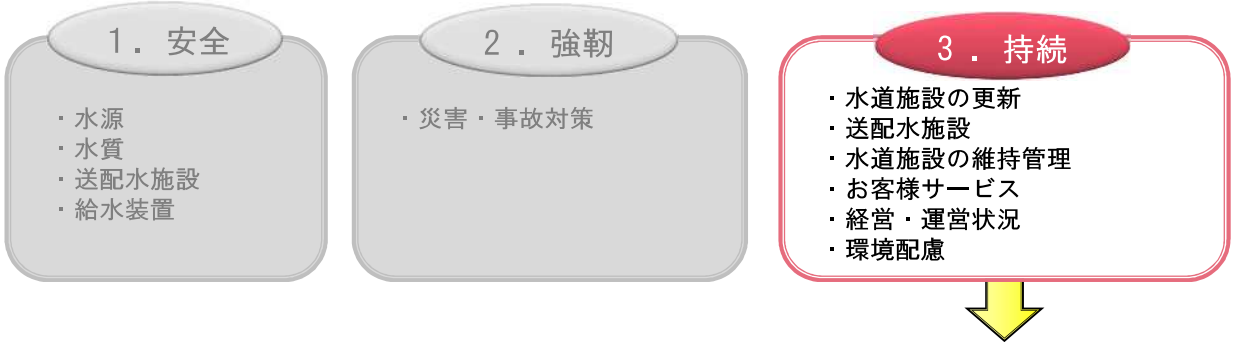 1．安全
・水源
・水質
・送配水施設
・給水装置
2．強靭
・災害・事故対策
3．持続
・水道施設の更新
・送配水施設
・水道施設の維持管理
・お客様サービス
・経営・運営状況
・環境配慮